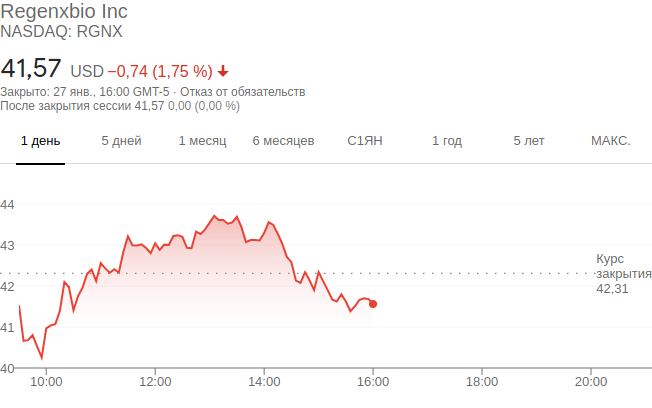 Regenxbio Inc
NASDAQ: RGNX
41,57 USD −0,74 (1,75 %)
Закрыто: 27 янв., 16:00 GMT-5 · Отказ от обязательств
После закрытия сессии 41,57 0,00 (0,00 %)
1 день 5 дней 1 месяц 6 месяцев С1ЯН 1 год 5 лет МАКС.
44
43
Курс
закрытия
42,31
42
41
40
10:00 12:00 14:00 16:00 18:00 20:00